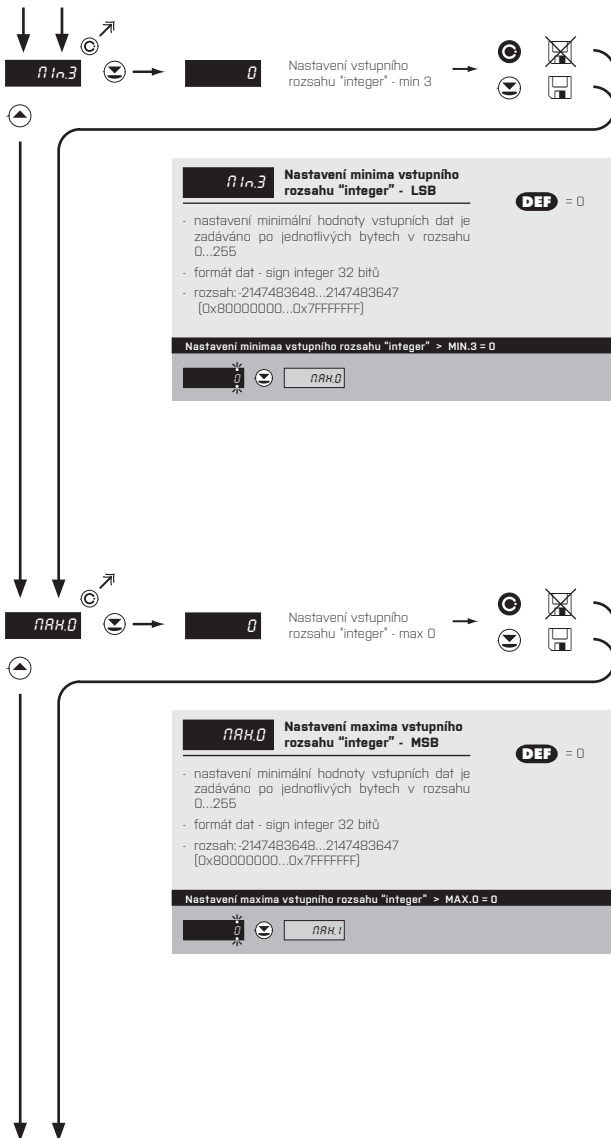 MIN.3
0
Nastavení vstupního
rozsahu "integer" - min 3
MIN.3
Nastavení minima vstupního
rozsahu “integer” - LSB
DEF = 0
- nastavení minimální hodnoty vstupních dat je
zadáváno po jednotlivých bytech v rozsahu
0...255
- formát dat - sign integer 32 bitů
- rozsah: -2147483648...2147483647
(0x80000000...0x7FFFFFFF)
Nastavení minimaa vstupního rozsahu “integer” > MIN.3 = 0
0
MAX.0
MAX.0
0
Nastavení vstupního
rozsahu "integer" - max 0
MAX.0
Nastavení maxima vstupního
rozsahu “integer” - MSB
DEF = 0
- nastavení minimální hodnoty vstupních dat je
zadáváno po jednotlivých bytech v rozsahu
0...255
- formát dat - sign integer 32 bitů
- rozsah: -2147483648...2147483647
(0x80000000...0x7FFFFFFF)
Nastavení maxima vstupního rozsahu “integer” > MAX.0 = 0
0
MAX.1